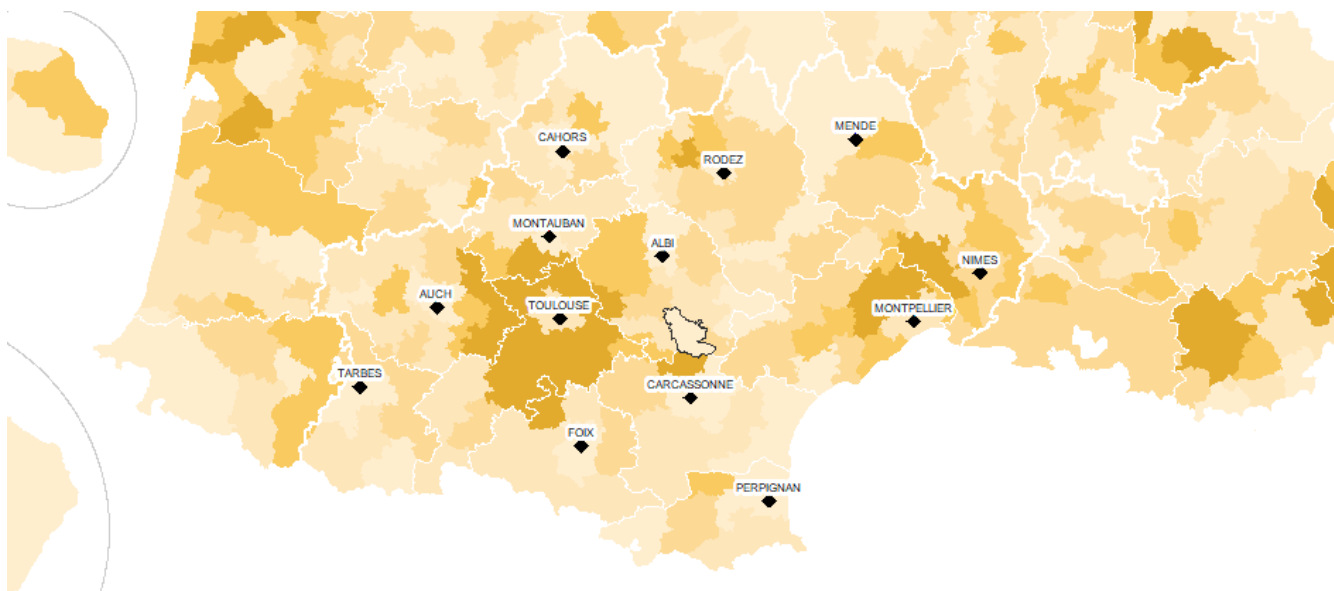 MENDE
CAHORS
RODEZ
MONTAUBAN
ALBI
NIMES
AUCH
TOULOUSE
MONTPELLIER
TARBES
CARCASSONNE
FOIX
PERPIGNAN